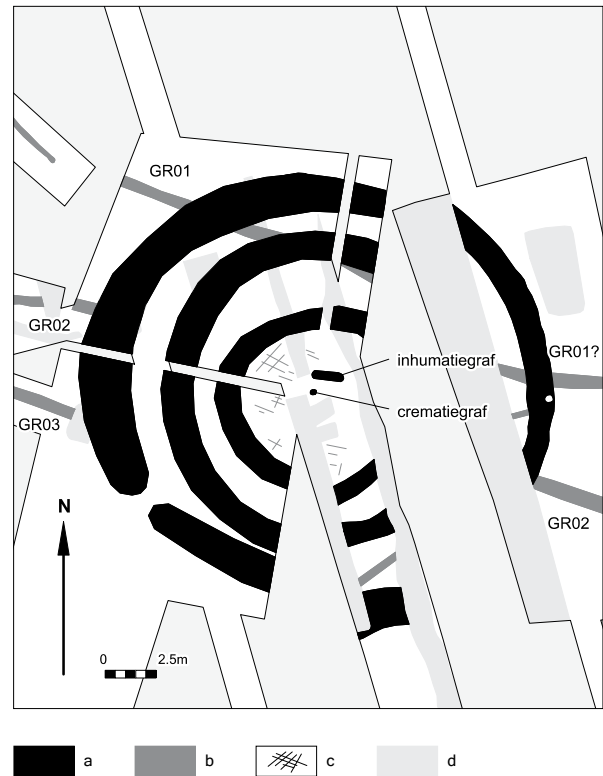 GR01
GR02
GR03
inhumatiegraf
crematiegraf
GR01?
GR02
N
0 2.5m
a b c d